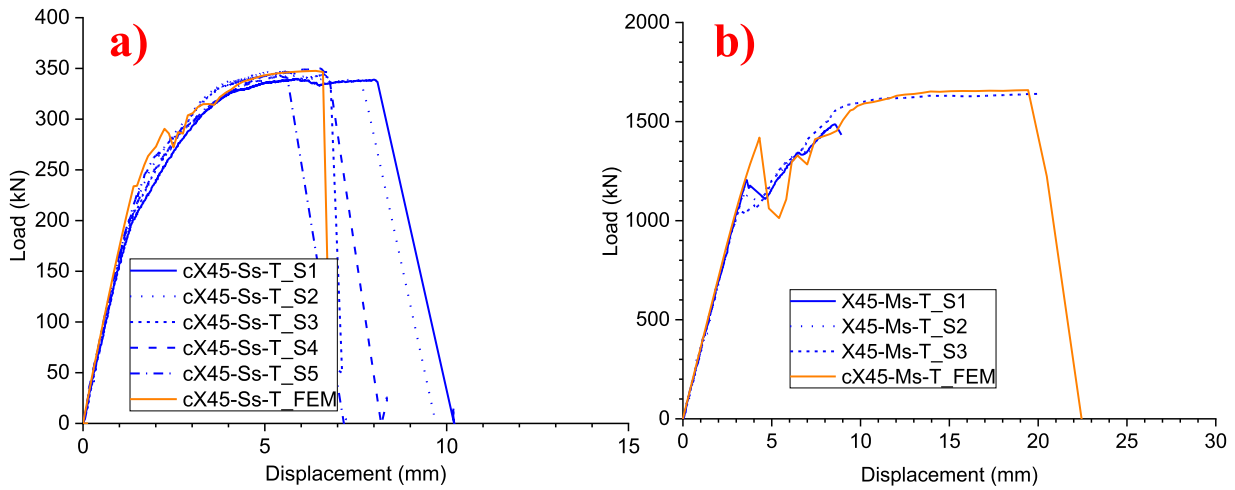 a)
400
350
300
250
200
150
100
50
0
Load (kN)
cX45-Ss-T_S1
cX45-Ss-T_S2
cX45-Ss-T_S3
cX45-Ss-T_S4
cX45-Ss-T_S5
cX45-Ss-T_FEM
0 5 10 15
Displacement (mm)
b)
2000
1500
1000
500
0
Load (kN)
X45-Ms-T_S1
X45-Ms-T_S2
X45-Ms-T_S3
cX45-Ms-T_FEM
0 5 10 15 20 25 30
Displacement (mm)